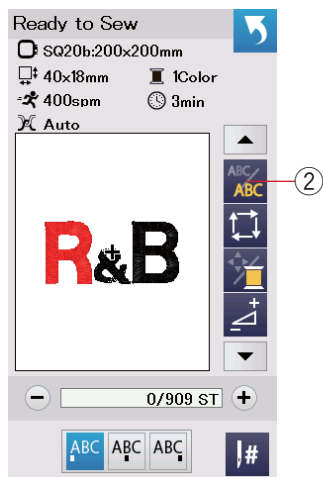 Ready to Sew
SQ20b:200x200mm
40x18mm 1Color
400spm 3min
Auto
ABC
ABC
2
R&B
0/909 ST
ABC ABC ABC
#